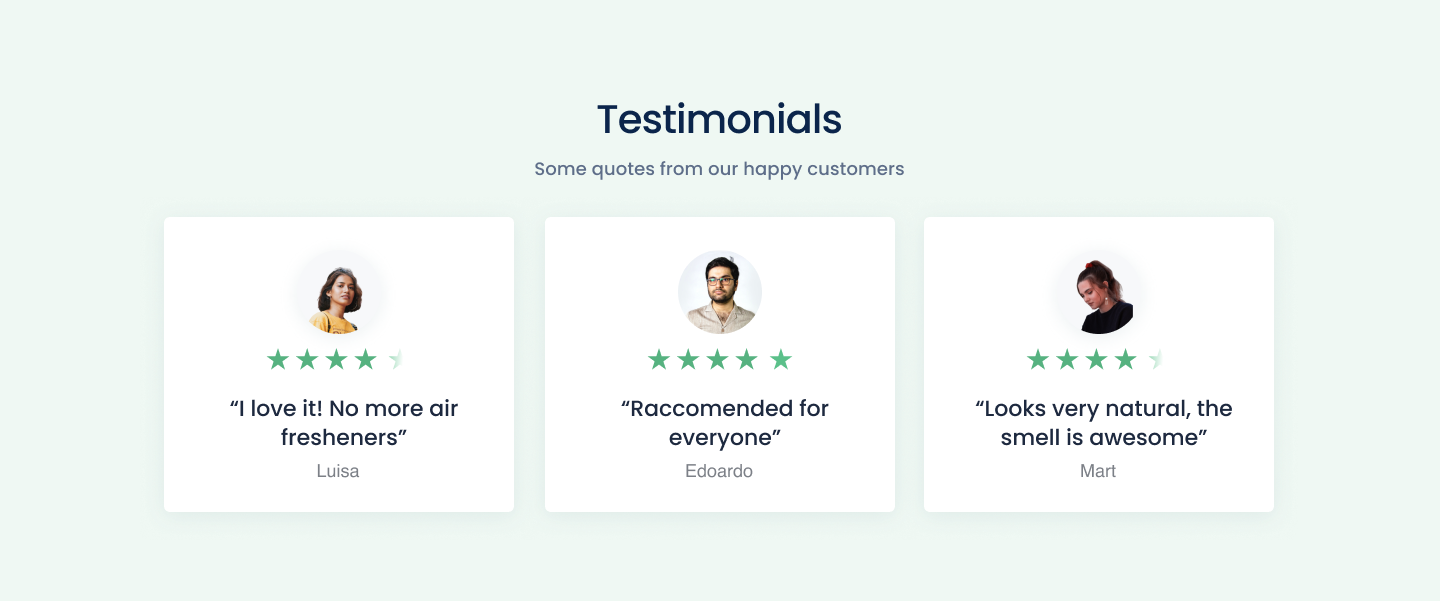 Testimonials
Some quotes from our happy customers
“I love it! No more air
fresheners”
Luisa
“Raccomended for
everyone”
Edoardo
“Looks very natural, the
smell is awesome”
Mart